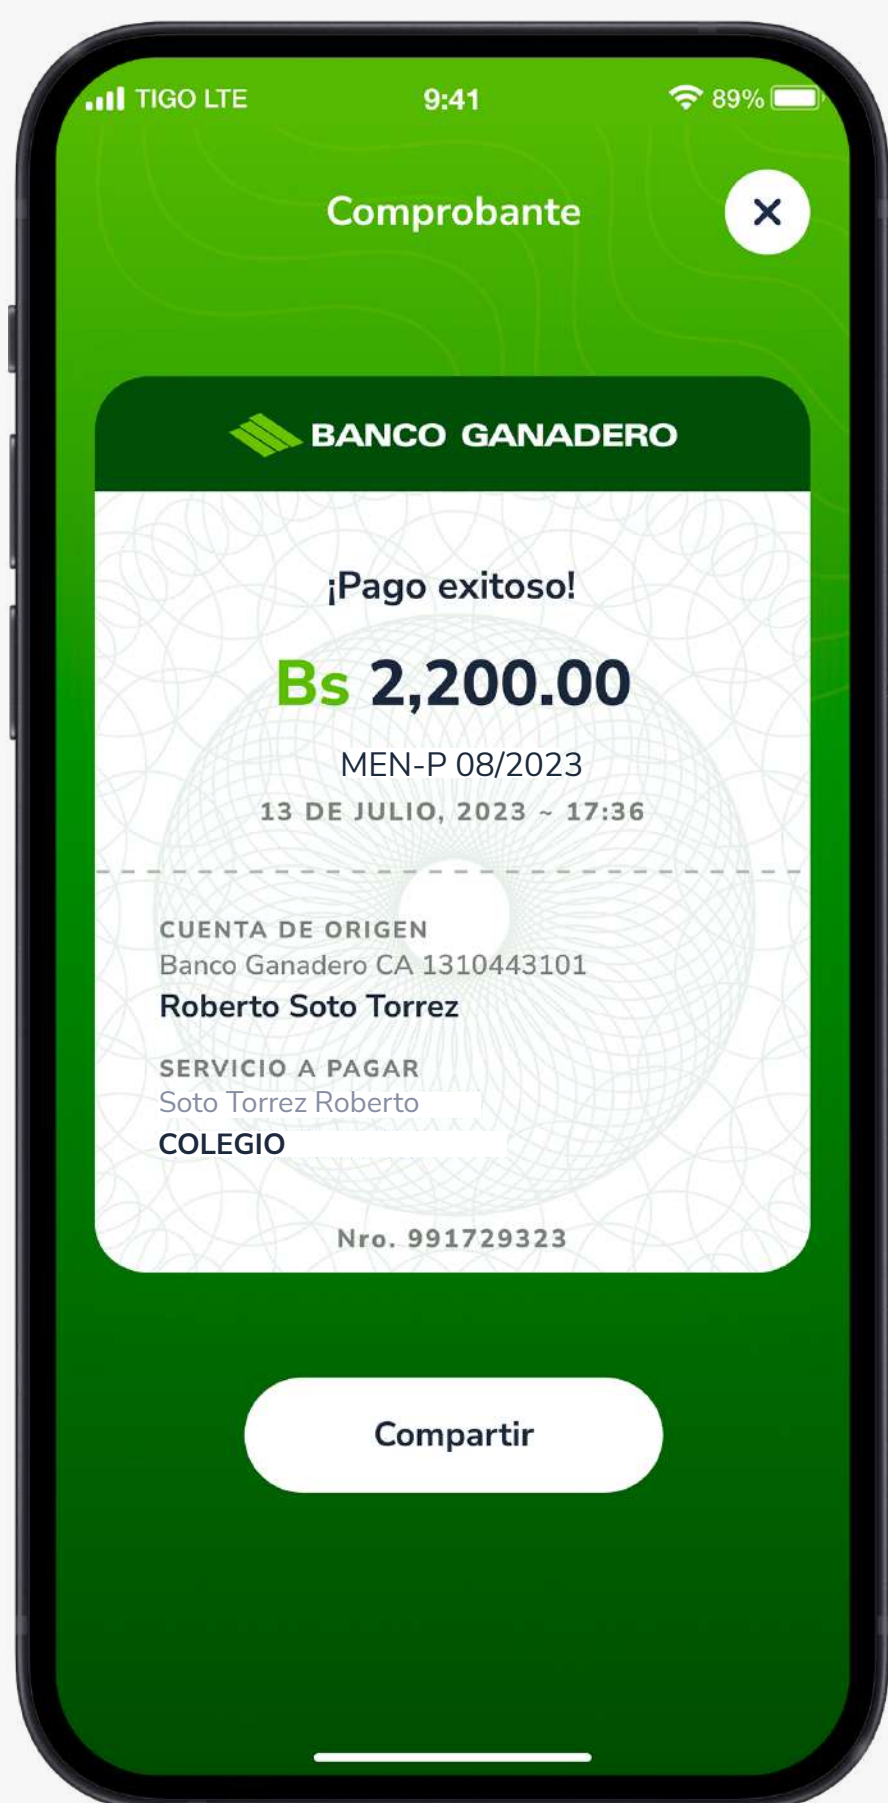 TIGO LTE 9:41 89%
Comprobante
BANCO GANADERO
¡Pago exitoso!
Bs 2,200.00
MEN-P 08/2023
13 DE JULIO, 2023 ~ 17:36
CUENTA DE ORIGEN
Banco Ganadero CA 1310443101
Roberto Soto Torrez
SERVICIO A PAGAR
Soto Torrez Roberto
COLEGIO
Nro. 991729323
Compartir